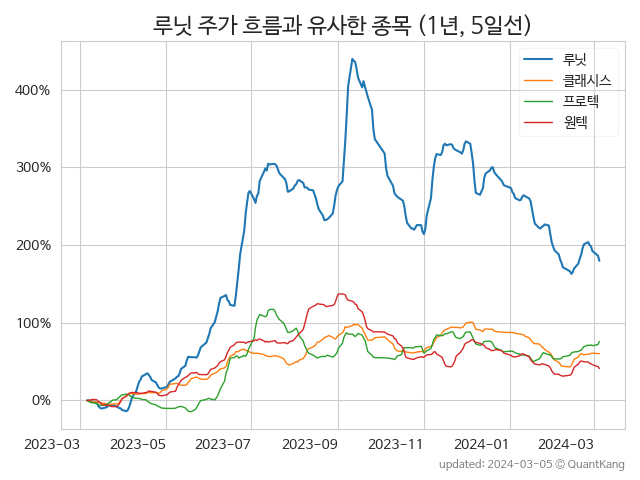 루닛 주가 흐름과 유사한 종목 (1년, 5일선)
루닛
클래시스
프로텍
원텍
400%
300%
200%
100%
0%
2023-03 2023-05 2023-07 2023-09 2023-11 2024-01 2024-03
updated: 2024-03-05 © QuantKang